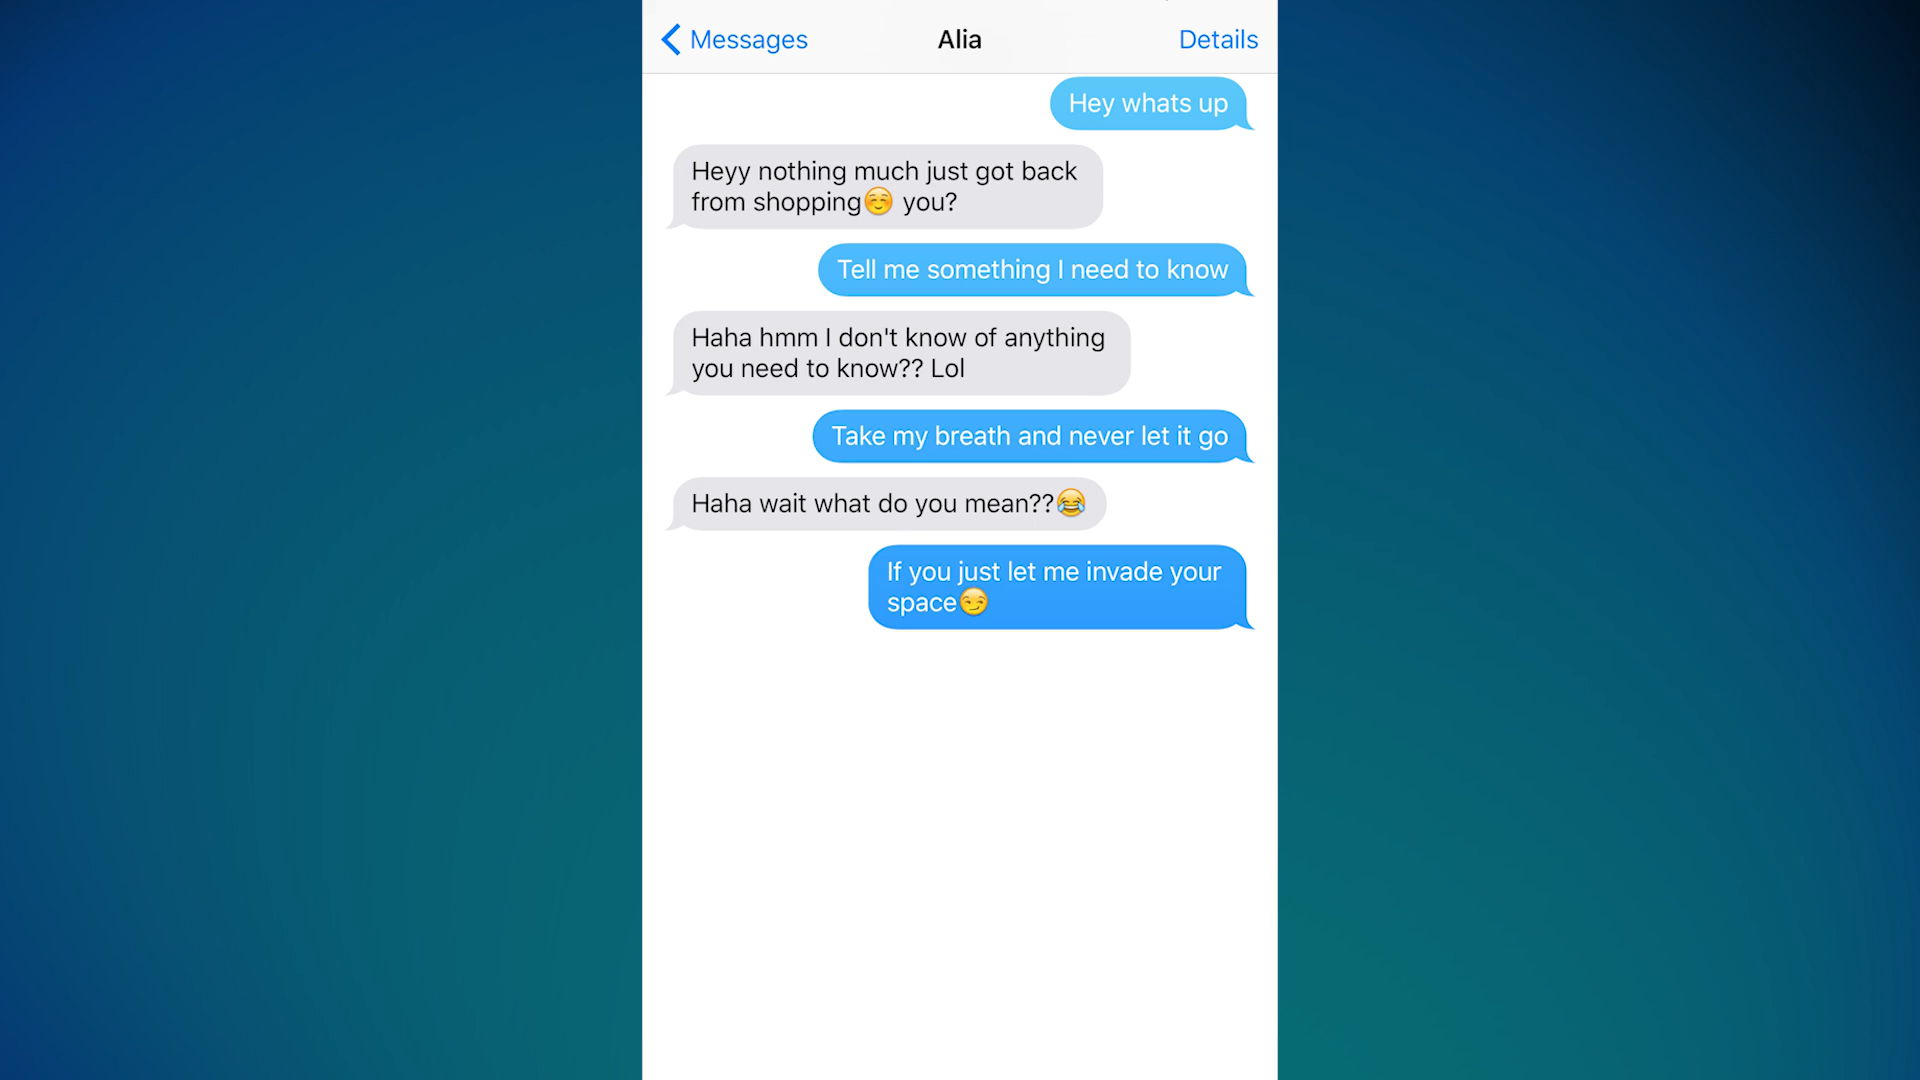 Messages
Alia
Details
Hey whats up
Heyy nothing much just got back
from shopping☺️ you?
Tell me something I need to know
Haha hmm I don't know of anything
you need to know?? Lol
Take my breath and never let it go
Haha wait what do you mean??😂
If you just let me invade your
space😏